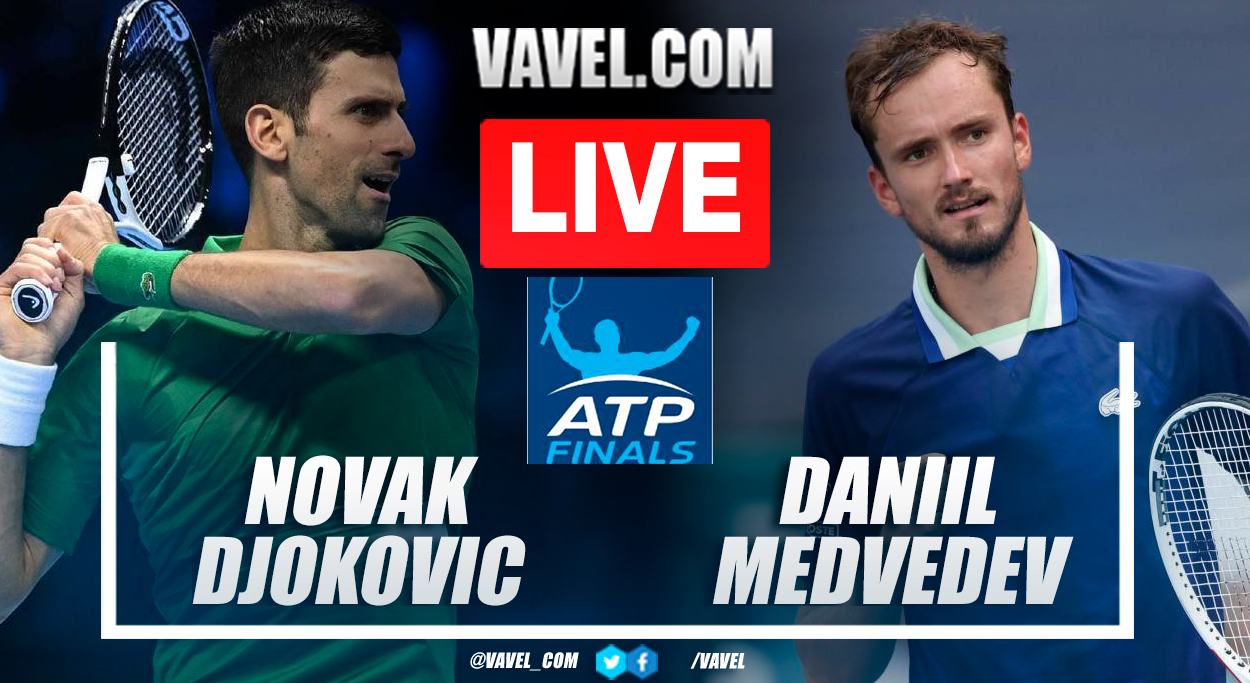 VAVEL.COM
LIVE
ATP
FINALS
NOVAK
DJOKOVIC
DANIIL
MEDVEDEV
@VAVEL_COM
/VAVEL